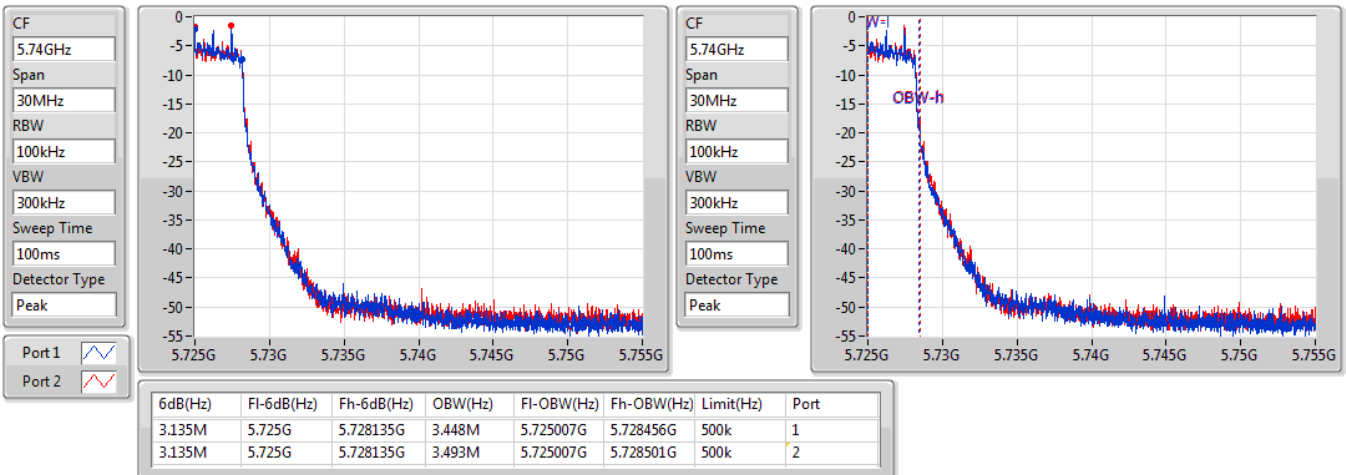 CF
5.74GHz
Span
30MHz
RBW
100kHz
VBW
300kHz
Sweep Time
100ms
Detector Type
Peak
Port 1
Port 2
0
-5
-10
-15
-20
-25
-30
-35
-40
-45
-50
-55
5.725G 5.73G 5.735G 5.74G 5.745G 5.75G 5.755G
CF
5.74GHz
Span
30MHz
RBW
100kHz
VBW
300kHz
Sweep Time
100ms
Detector Type
Peak
0
-5
-10
-15
-20
-25
-30
-35
-40
-45
-50
-55
OBW-h
5.725G 5.73G 5.735G 5.74G 5.745G 5.75G 5.755G
6dB(Hz) Fl-6dB(Hz) Fh-6dB(Hz) OBW(Hz) Fl-OBW(Hz) Fh-OBW(Hz) Limit(Hz) Port
3.135M 5.725G 5.728135G 3.448M 5.725007G 5.728456G 500k 1
3.135M 5.725G 5.728135G 3.493M 5.725007G 5.728501G 500k 2